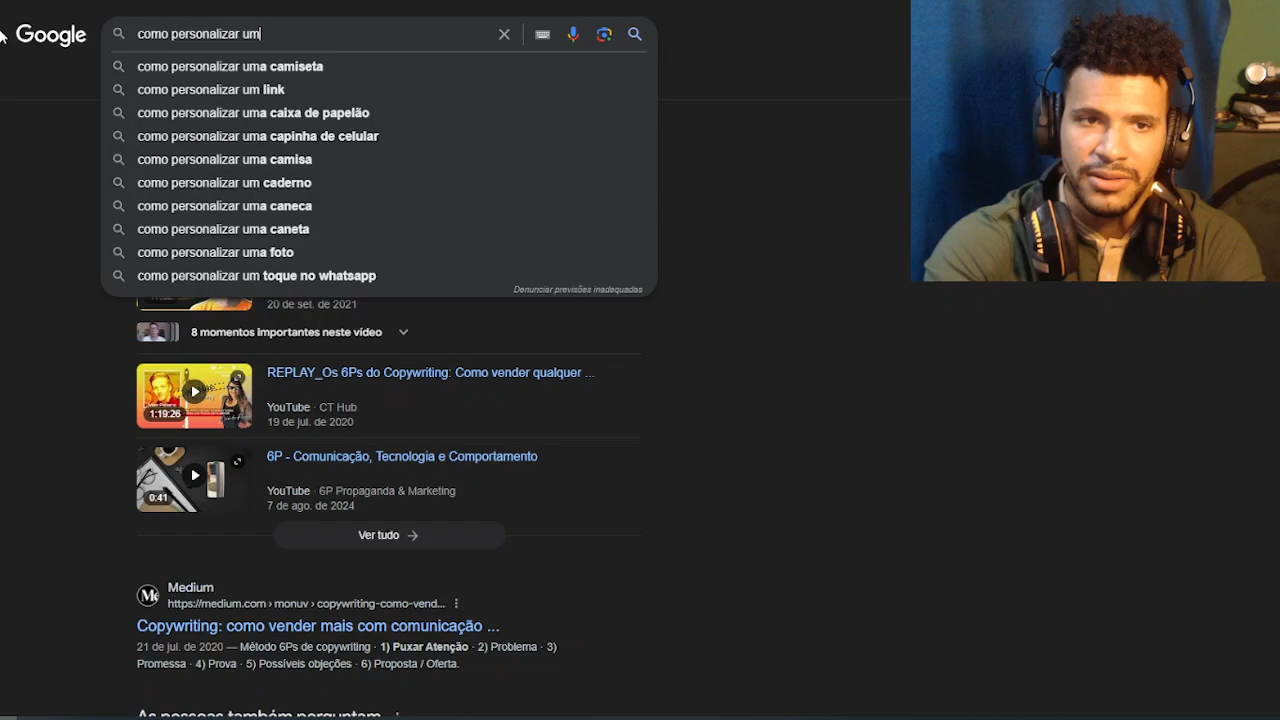 Google
como personalizar um
como personalizar uma camiseta
como personalizar um link
como personalizar uma caixa de papelão
como personalizar uma capinha de celular
como personalizar uma camisa
como personalizar um caderno
como personalizar uma caneca
como personalizar uma caneta
como personalizar uma foto
como personalizar um toque no whatsapp
Denunciar previsões inadequadas
20 de set. de 2021
8 momentos importantes neste vídeo
REPLAY_Os 6Ps do Copywriting: Como vender qualquer ...
YouTube · CT Hub
1:19:26
19 de jul. de 2020
6P - Comunicação, Tecnologia e Comportamento
YouTube · 6P Propaganda & Marketing
0:41
7 de ago. de 2024
Ver tudo
Medium
https://medium.com › monuv › copywriting-como-vend...
Copywriting: como vender mais com comunicação ...
21 de jul. de 2020 — Método 6Ps de copywriting · 1) Puxar Atenção · 2) Problema · 3)
Promessa · 4) Prova · 5) Possíveis objeções · 6) Proposta / Oferta.
As pessoas também perguntam